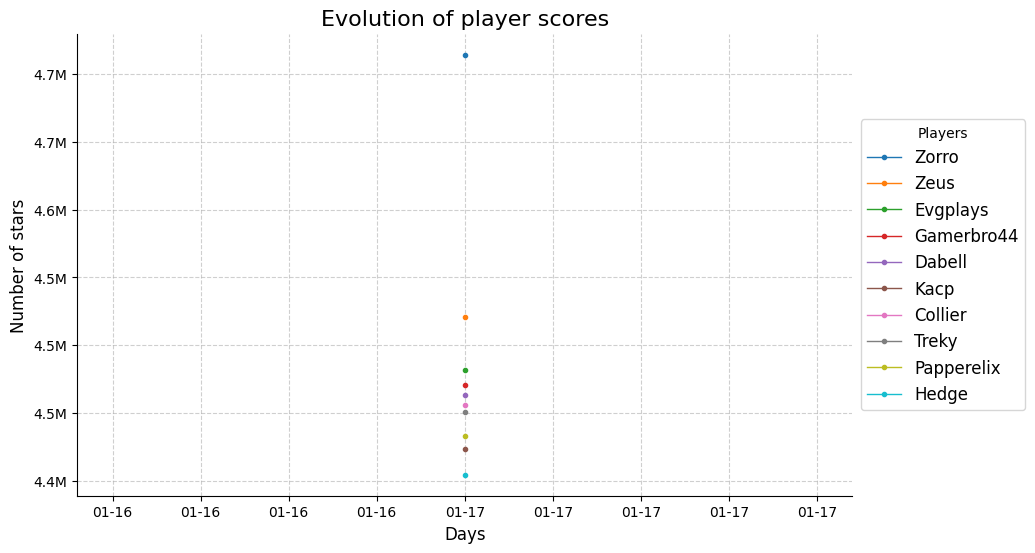 Evolution of player scores
Number of stars
4.7M
4.7M
4.6M
4.5M
4.5M
4.5M
4.4M
01-16
01-16
01-16
01-16
01-17
01-17
01-17
01-17
01-17
Days
Players
Zorro
Zeus
Evgplays
Gamerbro44
Dabell
Kacp
Collier
Treky
Papperelix
Hedge